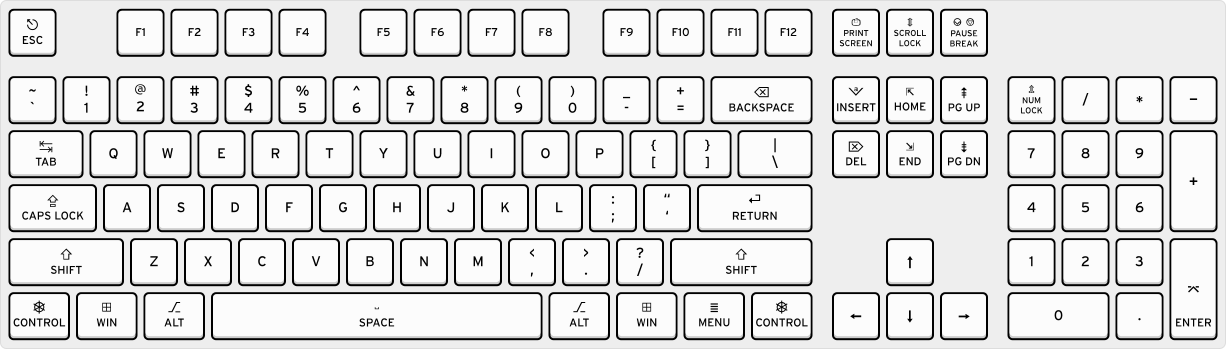 ESC F1 F2 F3 F4 F5 F6 F7 F8 F9 F10 F11 F12 PRINT SCREEN SCROLL LOCK PAUSE BREAK
~ ` ! 1 @ 2 # 3 $ 4 % 5 ^ 6 & 7 * 8 ( 9 ) 0 _ - + = BACKSPACE INSERT HOME PG UP NUM LOCK / * −
TAB Q W E R T Y U I O P { [ } ] | \ DEL END PG DN 7 8 9 +
CAPS LOCK A S D F G H J K L : ; “ ‘ RETURN 4 5 6
SHIFT Z X C V B N M < , > . ? / SHIFT ↑ 1 2 3 ENTER
CONTROL WIN ALT SPACE ALT WIN MENU CONTROL ← ↓ → 0 .